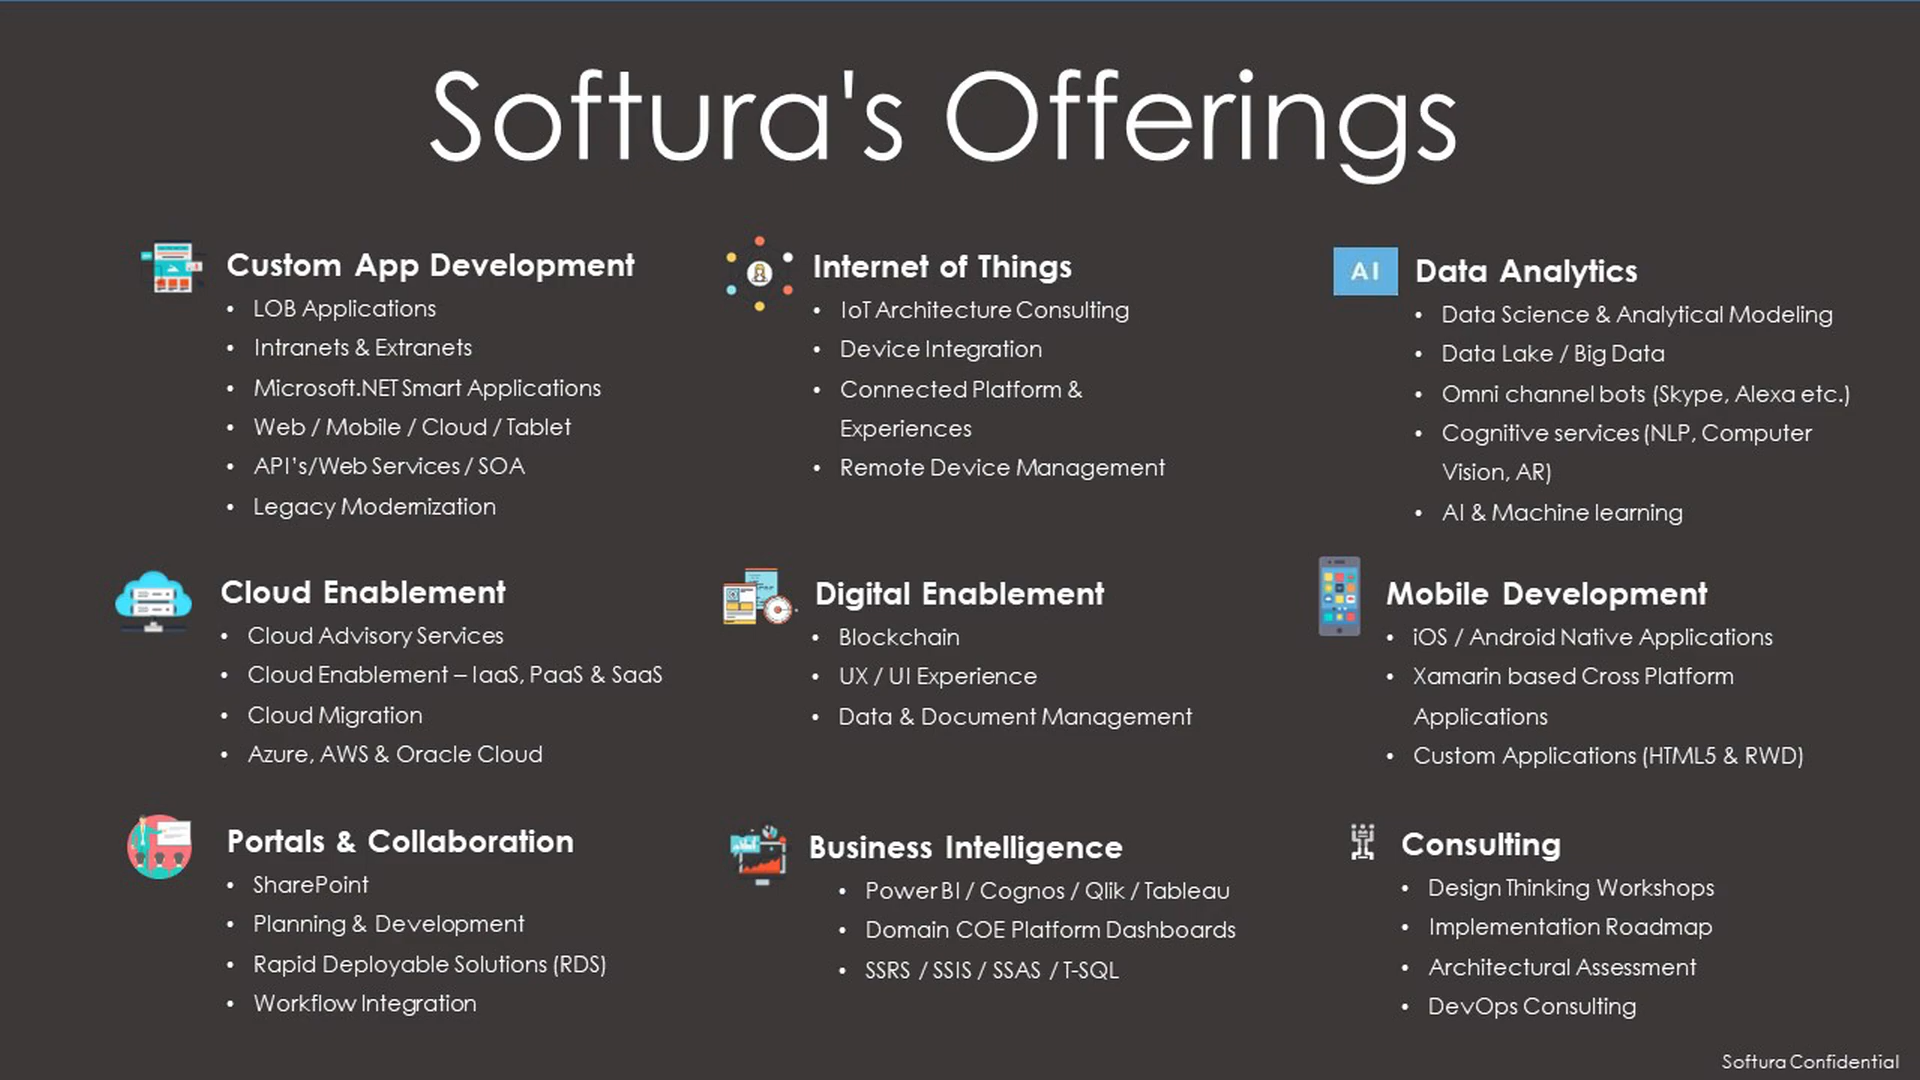 Softura's Offerings
Custom App Development
• LOB Applications
• Intranets & Extranets
• Microsoft.NET Smart Applications
• Web / Mobile / Cloud / Tablet
• API's/Web Services / SOA
• Legacy Modernization
Internet of Things
• IoT Architecture Consulting
• Device Integration
• Connected Platform &
Experiences
• Remote Device Management
AI
Data Analytics
• Data Science & Analytical Modeling
• Data Lake / Big Data
• Omni channel bots (Skype, Alexa etc.)
• Cognitive services (NLP, Computer
Vision, AR)
• AI & Machine learning
Cloud Enablement
• Cloud Advisory Services
• Cloud Enablement – IaaS, PaaS & SaaS
• Cloud Migration
• Azure, AWS & Oracle Cloud
Digital Enablement
• Blockchain
• UX / UI Experience
• Data & Document Management
Mobile Development
• iOS / Android Native Applications
• Xamarin based Cross Platform
Applications
• Custom Applications (HTML5 & RWD)
Portals & Collaboration
• SharePoint
• Planning & Development
• Rapid Deployable Solutions (RDS)
• Workflow Integration
Business Intelligence
• Power BI / Cognos / Qlik / Tableau
• Domain COE Platform Dashboards
• SSRS / SSIS / SSAS / T-SQL
Consulting
• Design Thinking Workshops
• Implementation Roadmap
• Architectural Assessment
• DevOps Consulting
Softura Confidential